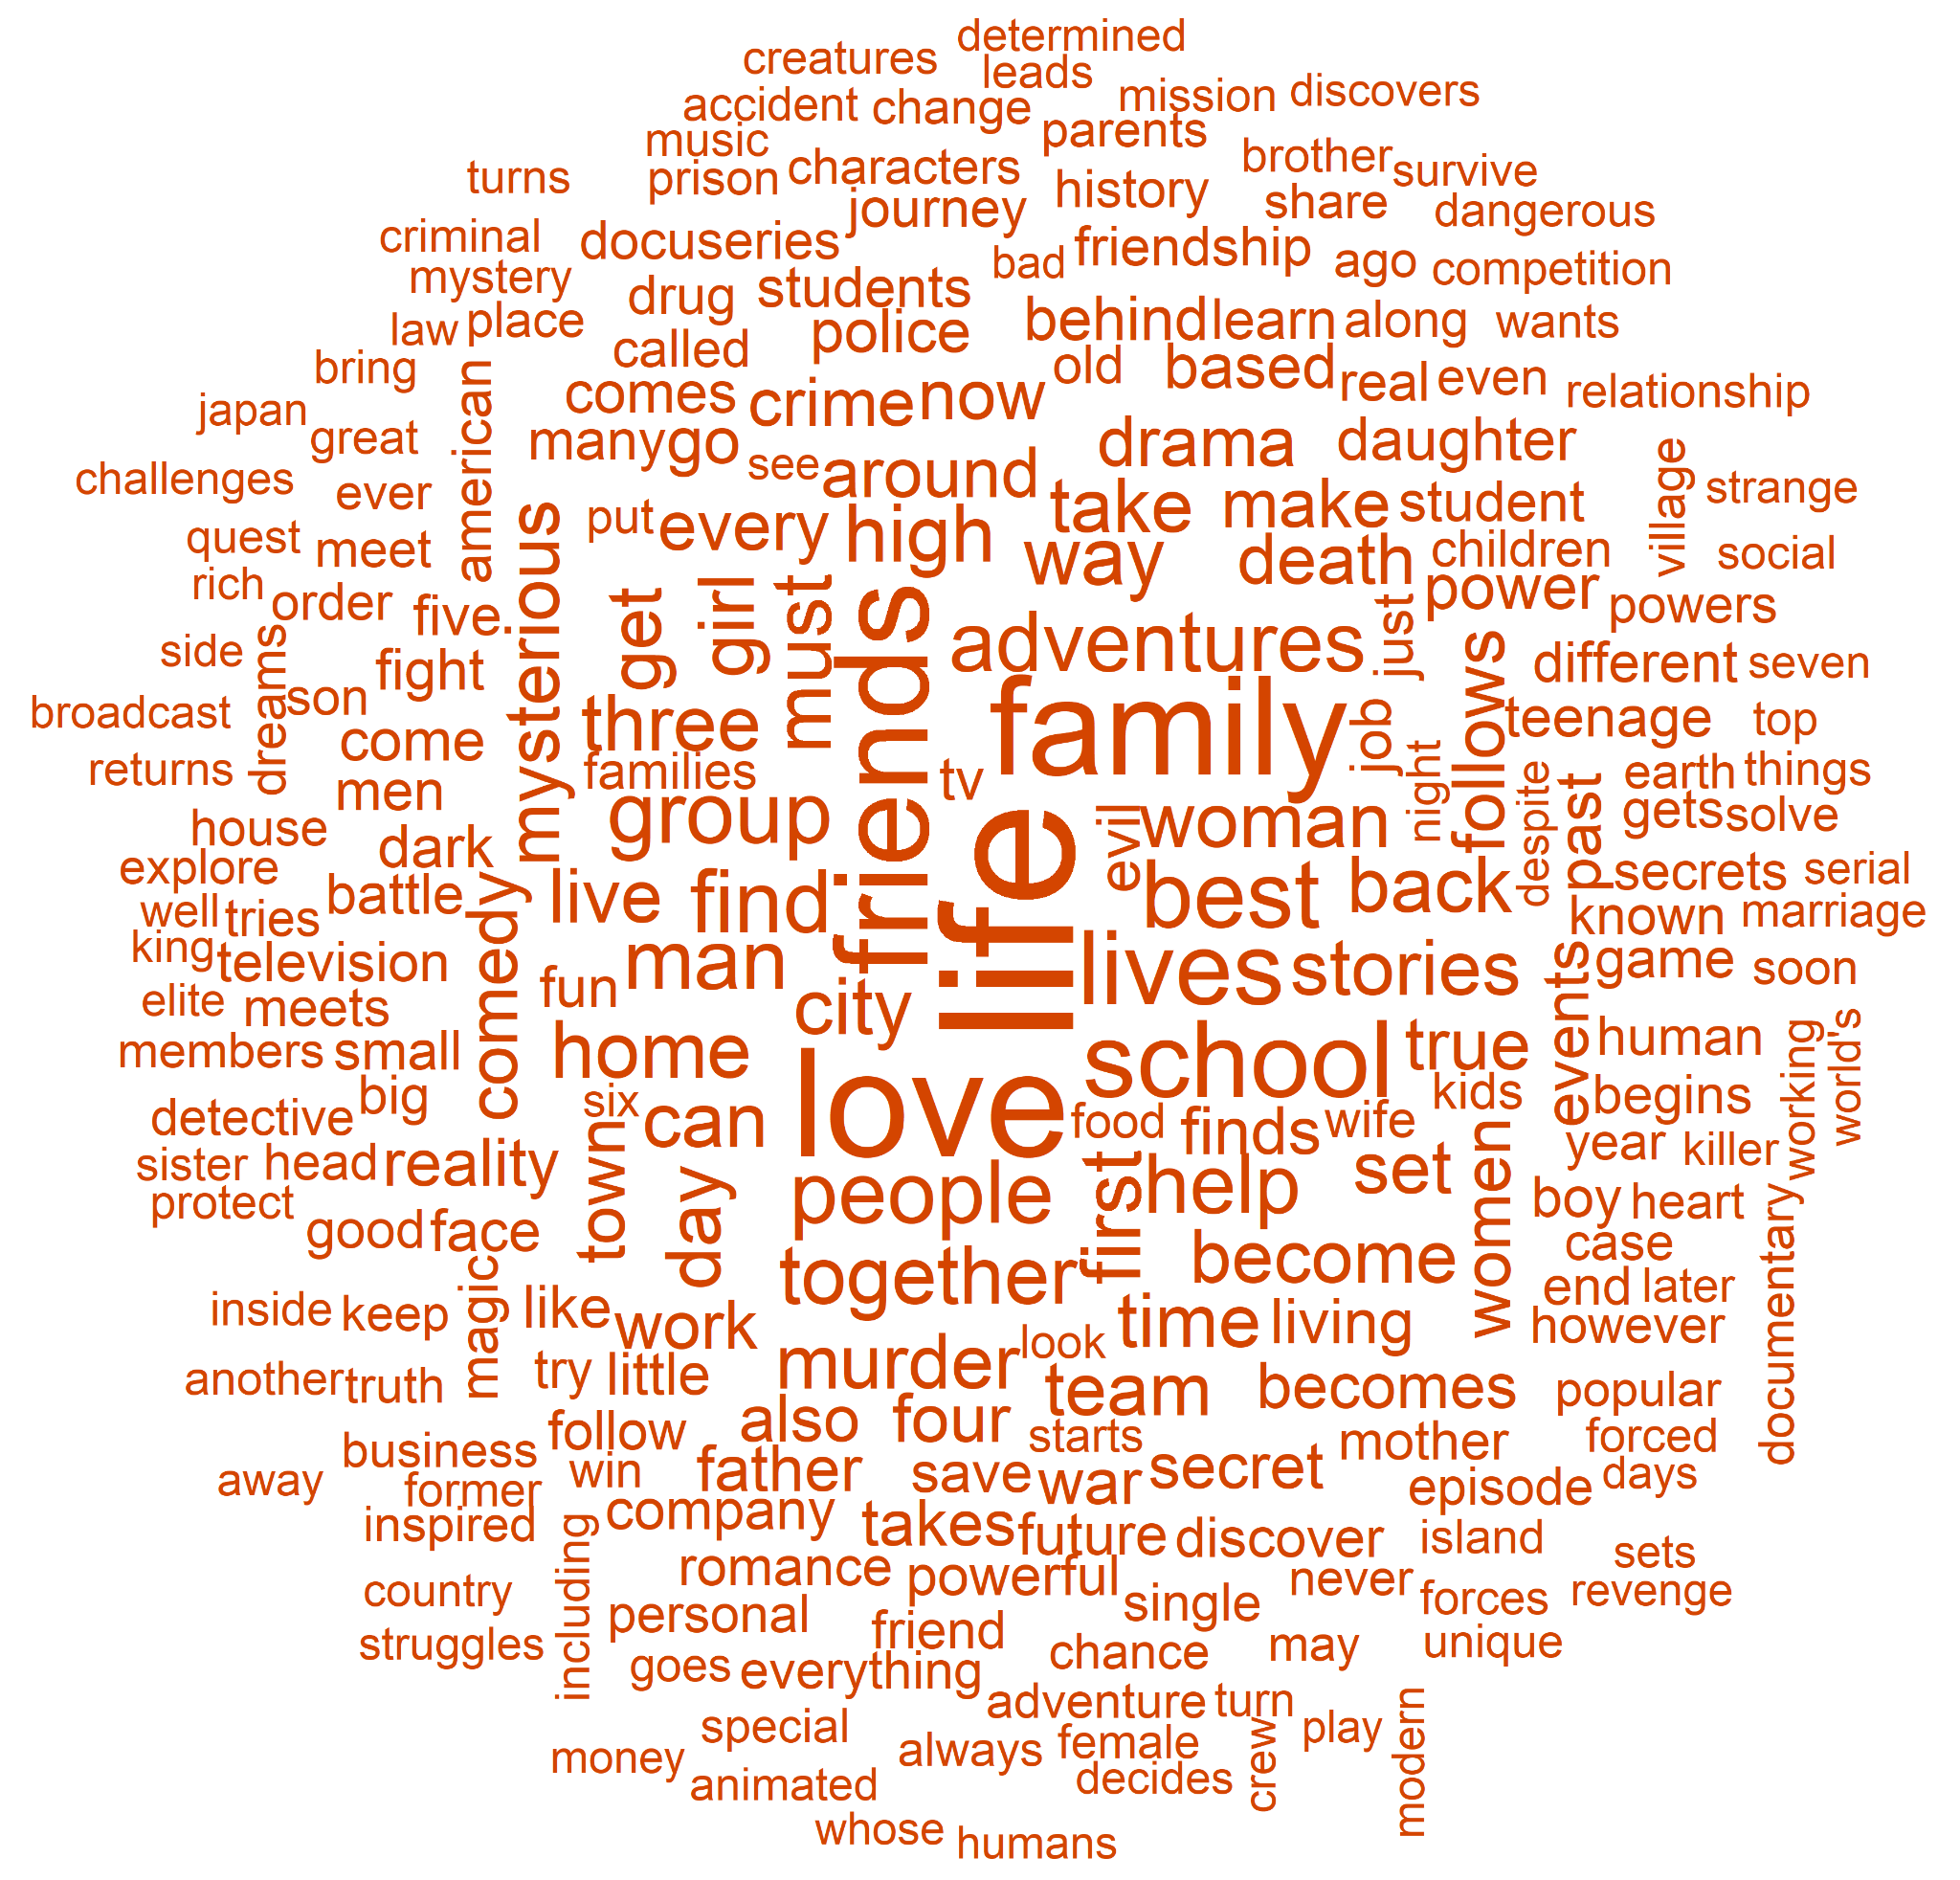 determined
creatures
leads
discovers
mission
accident
change
parents
music
brother
characters
survive
turns
prison
history
share
journey
dangerous
criminal
docuseries
friendship
bad
ago
competition
mystery
students
drug
behind
learn
along
wants
law
place
police
called
old
based
real
even
bring
relationship
japan
american
comes
crime
now
great
many
go
drama
daughter
see
around
village
challenges
ever
take
make
student
strange
quest
put
every
high
way
death
children
social
meet
mysterious
rich
order
five
.
get
girl
must
friends
just
power
powers
side
dreams
fight
adventures
follows
different
seven
son
broadcast
three
family
job
teenage
top
come
returns
families
tv
night
despite
past
earth
things
men
house
group
life
evil
woman
gets
solve
dark
explore
live
find
best
back
secrets
serial
battle
comedy
well
tries
known
marriage
king
television
man
lives
stories
events
game
soon
fun
elite
meets
city
members
small
home
love
school
true
human
working
world's
big
six
kids
begins
detective
can
food
finds
wife
year
killer
sister
head
reality
town
day
people
first
help
set
women
boy
heart
protect
good
face
together
become
case
documentary
inside
keep
magic
like
work
time
living
end
later
however
murder
look
another
truth
try
little
team
becomes
popular
also
four
business
follow
starts
mother
forced
away
former
win
father
save
war
secret
episode
days
inspired
including
company
takes
future
discover
island
sets
romance
country
powerful
never
forces
revenge
personal
single
struggles
friend
chance
may
unique
goes
everything
adventure
turn
modern
special
always
female
crew
play
money
animated
decides
whose
humans